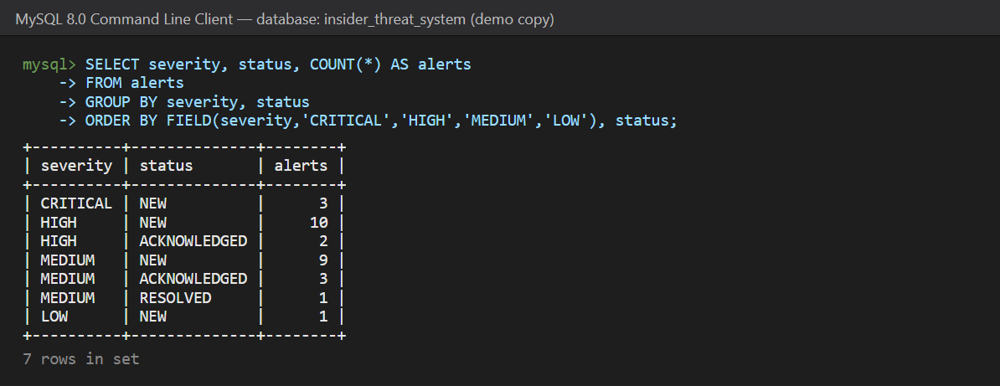 MySQL 8.0 Command Line Client — database: insider_threat_system (demo copy)
mysql> SELECT severity, status, COUNT(*) AS alerts
    -> FROM alerts
    -> GROUP BY severity, status
    -> ORDER BY FIELD(severity,'CRITICAL','HIGH','MEDIUM','LOW'), status;
+----------+--------------+--------+
| severity | status       | alerts |
+----------+--------------+--------+
| CRITICAL | NEW          |      3 |
| HIGH     | NEW          |     10 |
| HIGH     | ACKNOWLEDGED |      2 |
| MEDIUM   | NEW          |      9 |
| MEDIUM   | ACKNOWLEDGED |      3 |
| MEDIUM   | RESOLVED     |      1 |
| LOW      | NEW          |      1 |
+----------+--------------+--------+
7 rows in set